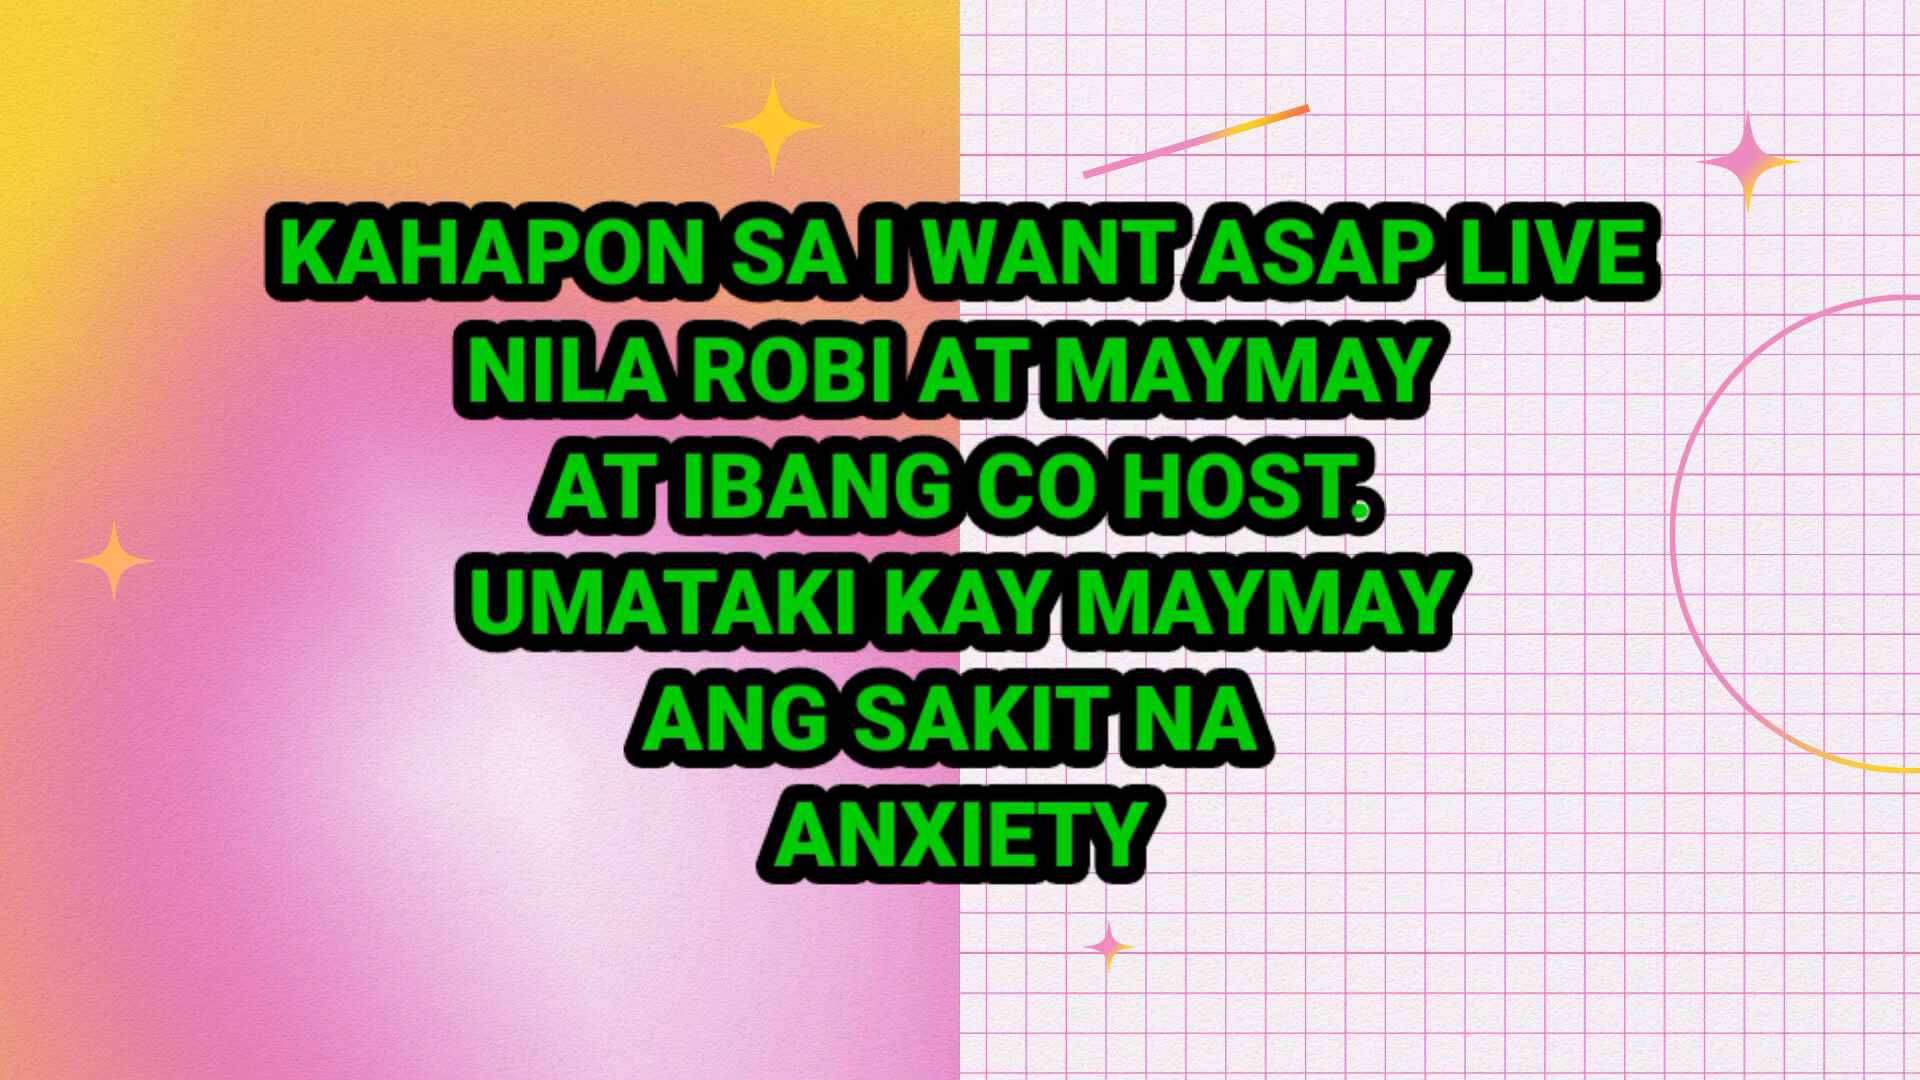 KAHAPON SA I WANT ASAP LIVE
NILA ROBI AT MAYMAY
AT IBANG CO HOST.
UMATAKI KAY MAYMAY
ANG SAKIT NA
ANXIETY